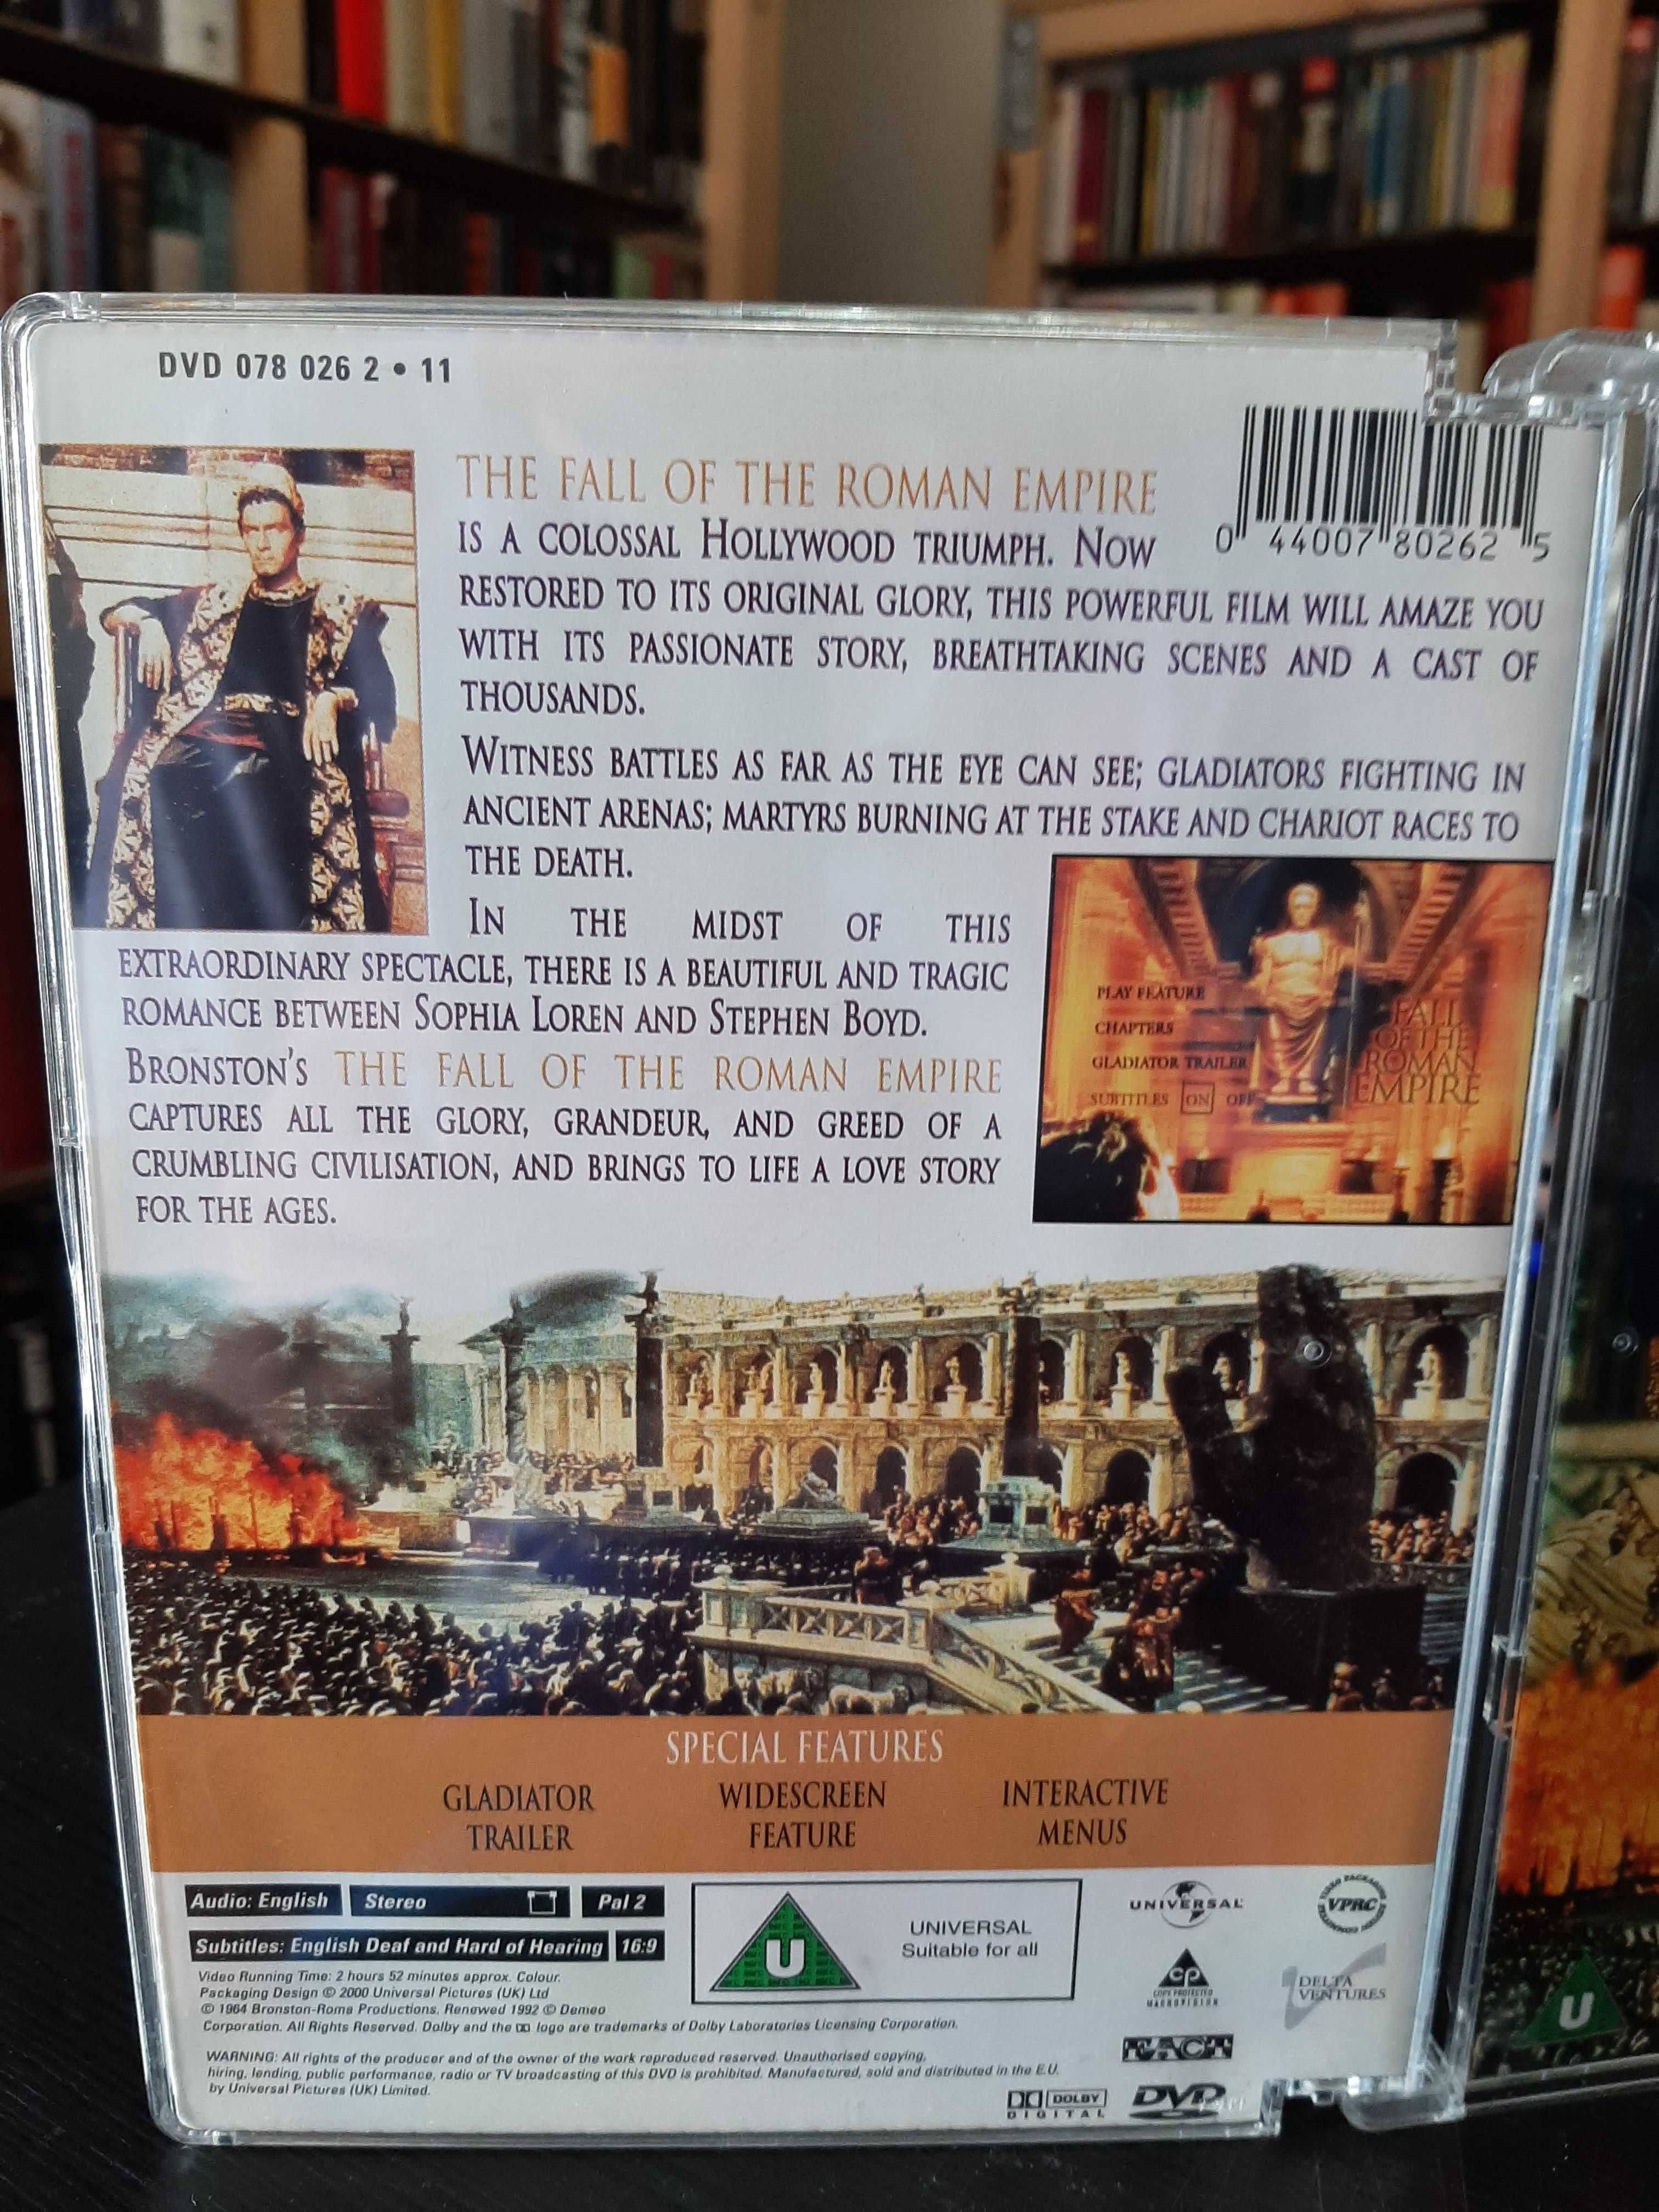 DVD 078 026 2 • 11
0 44007 80262 5
THE FALL OF THE ROMAN EMPIRE
IS A COLOSSAL HOLLYWOOD TRIUMPH. NOW
RESTORED TO ITS ORIGINAL GLORY, THIS POWERFUL FILM WILL AMAZE YOU
WITH ITS PASSIONATE STORY, BREATHTAKING SCENES AND A CAST OF
THOUSANDS.
WITNESS BATTLES AS FAR AS THE EYE CAN SEE; GLADIATORS FIGHTING IN
ANCIENT ARENAS; MARTYRS BURNING AT THE STAKE AND CHARIOT RACES TO
THE DEATH.
IN THE MIDST OF THIS
EXTRAORDINARY SPECTACLE, THERE IS A BEAUTIFUL AND TRAGIC
ROMANCE BETWEEN SOPHIA LOREN AND STEPHEN BOYD.
BRONSTON'S THE FALL OF THE ROMAN EMPIRE
CAPTURES ALL THE GLORY, GRANDEUR, AND GREED OF A
CRUMBLING CIVILISATION, AND BRINGS TO LIFE A LOVE STORY
FOR THE AGES.
PLAY FEATURE
CHAPTERS
GLADIATOR TRAILER
SUBTITLES ON OFF
FALL
OF THE
ROMAN
EMPIRE
SPECIAL FEATURES
GLADIATOR
TRAILER
WIDESCREEN
FEATURE
INTERACTIVE
MENUS
Audio: English
Stereo
Pal 2
Subtitles: English Deaf and Hard of Hearing
16:9
Video Running Time: 2 hours 52 minutes approx. Colour.
Packaging Design © 2000 Universal Pictures (UK) Ltd
© 1964 Bronston-Roma Productions. Renewed 1992 © Demeo
Corporation. All Rights Reserved. Dolby and the logo are trademarks of Dolby Laboratories Licensing Corporation.
WARNING: All rights of the producer and of the owner of the work reproduced reserved. Unauthorised copying,
hiring, lending, public performance, radio or TV broadcasting of this DVD is prohibited. Manufactured, sold and distributed in the E.U.
by Universal Pictures (UK) Limited.
U
UNIVERSAL
Suitable for all
UNIVERSAL
VPRC
CP
COPY PROTECTED
MACROVISION
DELTA
VENTURES
FACT
DOLBY
DIGITAL
DVD
U